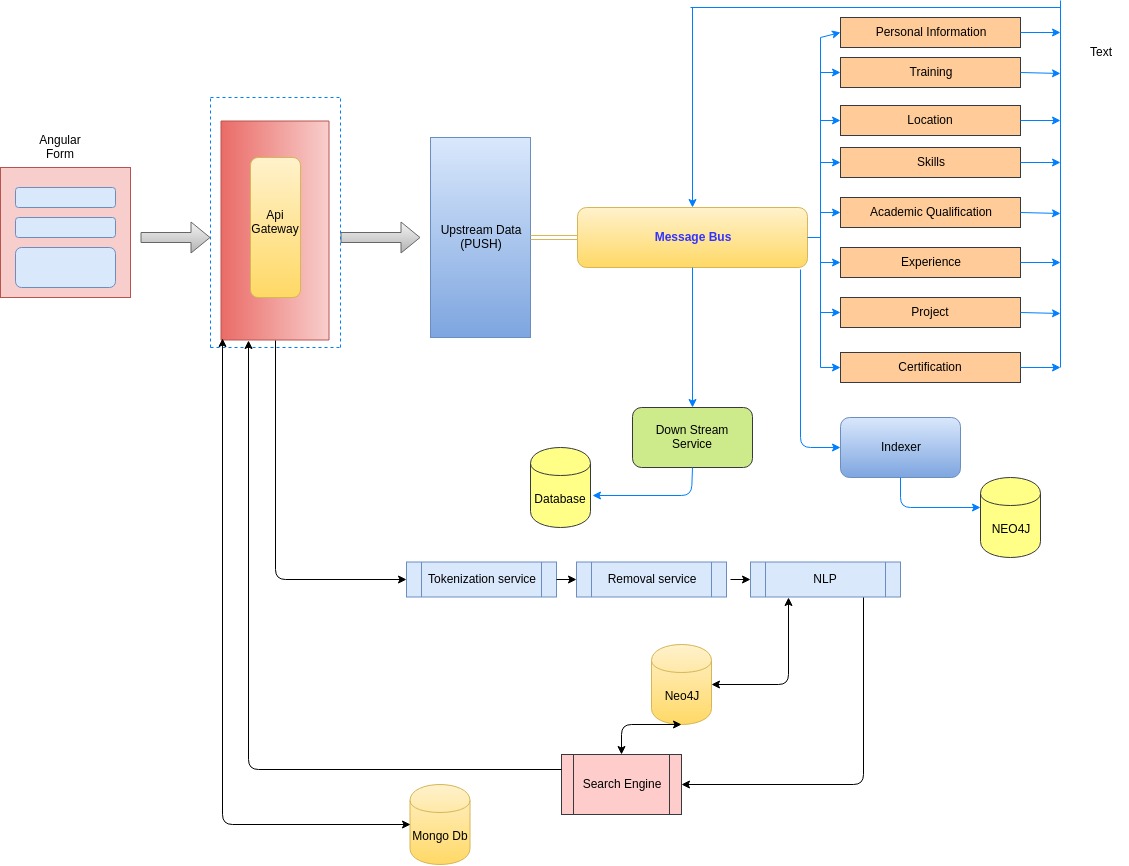 Personal Information
Text
Training
Location
Angular
Form
Skills
Api
Gateway
Academic Qualification
Upstream Data
(PUSH)
Message Bus
Experience
Project
Certification
Down Stream
Service
Indexer
Database
NEO4J
Tokenization service
Removal service
NLP
Neo4J
Search Engine
Mongo Db